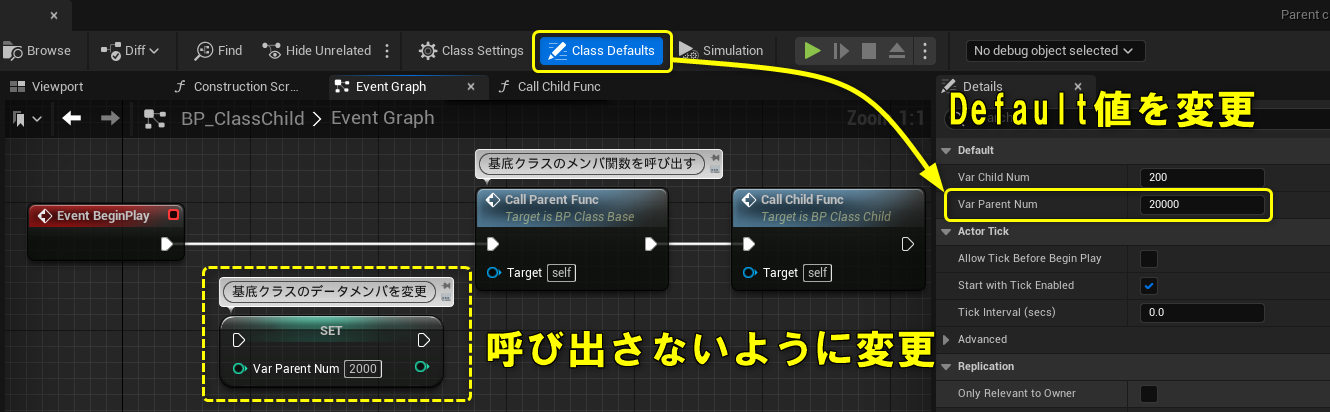 Parent c
Browse
Diff
Find
Hide Unrelated
Class Settings
Class Defaults
Simulation
No debug object selected
Viewport
Construction Scr...
Event Graph
Call Child Func
Details
BP_ClassChild > Event Graph
Zoom 1:1
Default値を変更
Default
Var Child Num 200
Var Parent Num 20000
Actor Tick
Allow Tick Before Begin Play
Start with Tick Enabled
Tick Interval (secs) 0.0
Advanced
Replication
Only Relevant to Owner
基底クラスのメンバ関数を呼び出す
Event BeginPlay
Call Parent Func
Target is BP Class Base
Target self
Call Child Func
Target is BP Class Child
Target self
基底クラスのデータメンバを変更
SET
Var Parent Num 2000
呼び出さないように変更